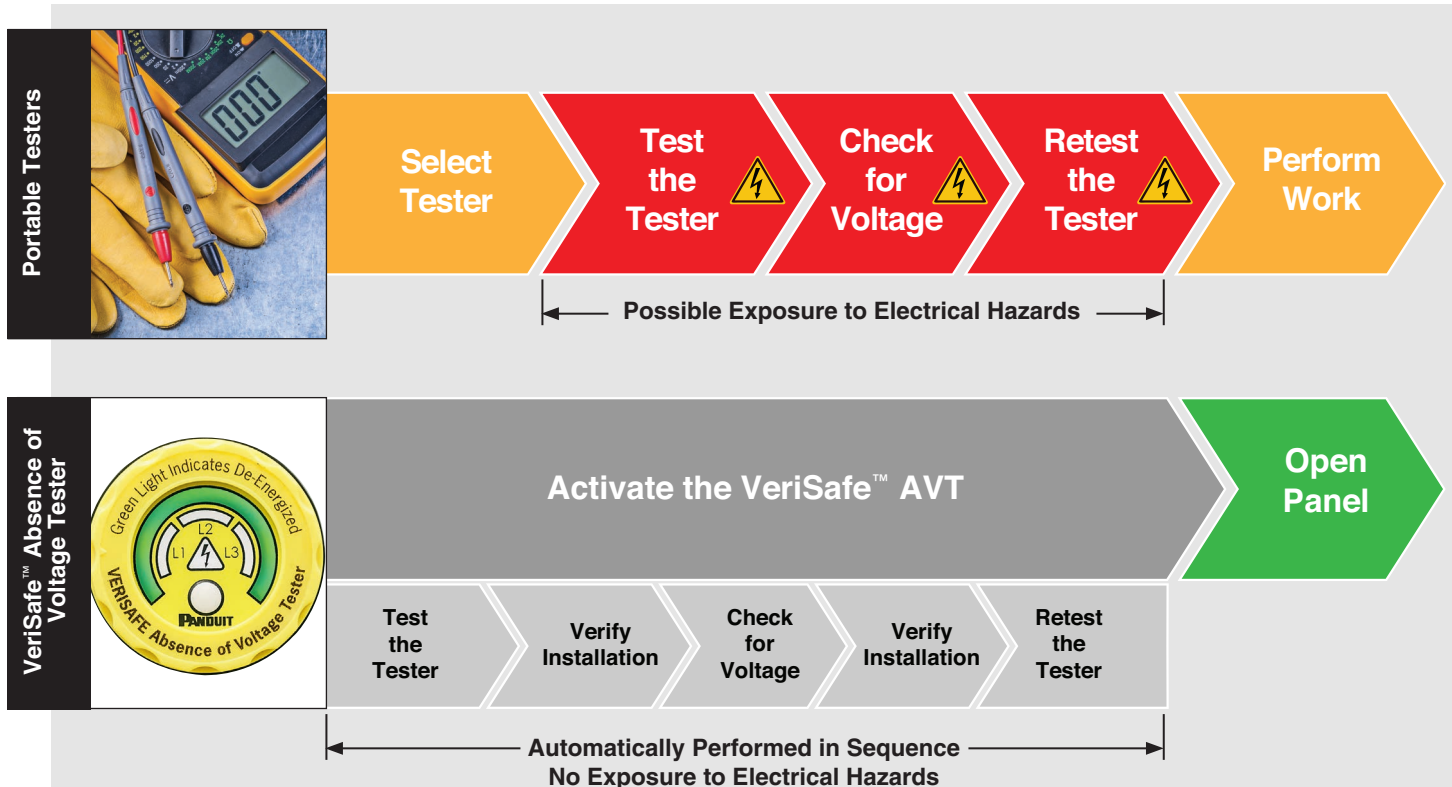 Portable Testers
000
Select
Tester
Test
the
Tester
Check
for
Voltage
Retest
the
Tester
Perform
Work
Possible Exposure to Electrical Hazards
VeriSafe™ Absence of
Voltage Tester
Green Light Indicates De-Energized
L1
L2
L3
PANDUIT
VERISAFE Absence of Voltage Tester
Activate the VeriSafe™ AVT
Open
Panel
Test
the
Tester
Verify
Installation
Check
for
Voltage
Verify
Installation
Retest
the
Tester
Automatically Performed in Sequence
No Exposure to Electrical Hazards